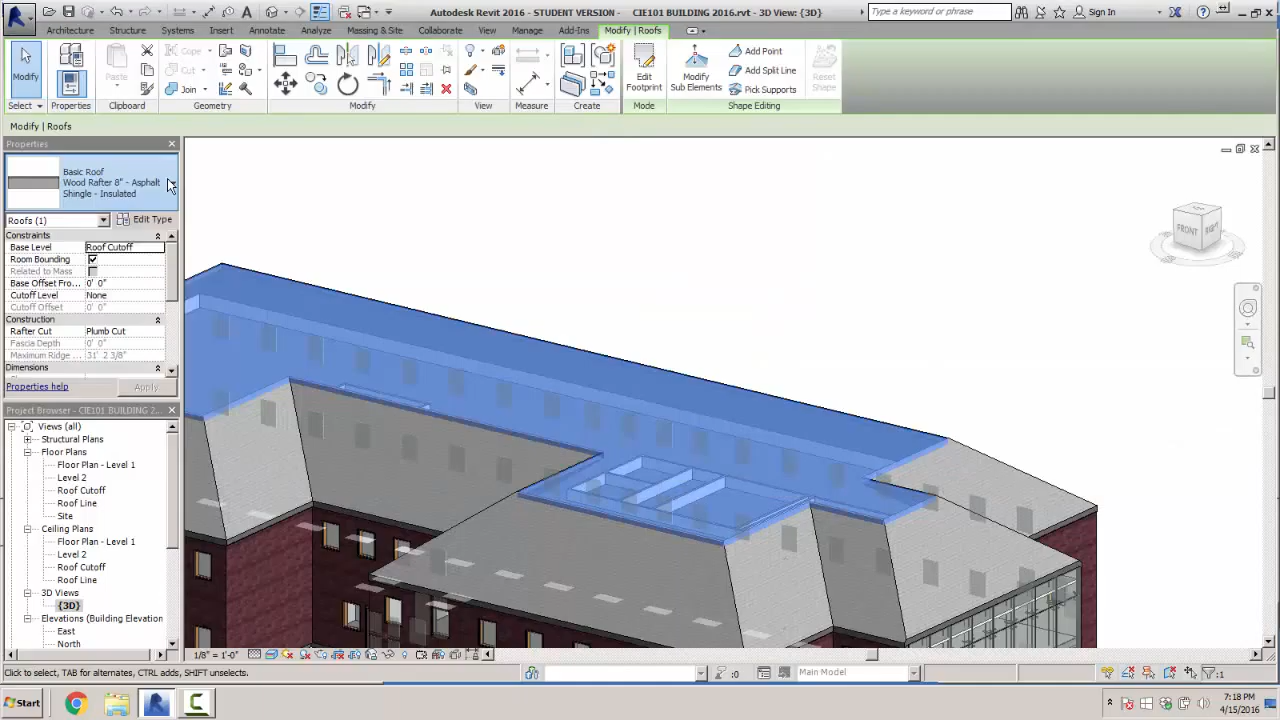 Autodesk Revit 2016 - STUDENT VERSION - CIE101 BUILDING 2016.rvt - 3D View: {3D}
Type a keyword or phrase
Sign In
Architecture Structure Systems Insert Annotate Analyze Massing & Site Collaborate View Manage Add-Ins Modify | Roofs
Modify
Paste
Cope
Cut
Join
Edit Footprint
Modify Sub Elements
Add Point
Add Split Line
Pick Supports
Reset Shape
Select Properties Clipboard Geometry Modify View Measure Create Mode Shape Editing
Modify | Roofs
Properties
Basic Roof
Wood Rafter 8" - Asphalt
Shingle - Insulated
Roofs (1) Edit Type
Constraints
Base Level Roof Cutoff
Room Bounding
Related to Mass
Base Offset Fro... 0' 0"
Cutoff Level None
Cutoff Offset 0' 0"
Construction
Rafter Cut Plumb Cut
Fascia Depth
Maximum Ridge ... 31' 2 3/8"
Dimensions
Properties help Apply
Project Browser - CIE101 BUILDING 2...
Views (all)
Structural Plans
Floor Plans
Floor Plan - Level 1
Level 2
Roof Cutoff
Roof Line
Site
Ceiling Plans
Floor Plan - Level 1
Level 2
Roof Cutoff
Roof Line
3D Views
{3D}
Elevations (Building Elevation
East
North
FRONT
1/8" = 1'-0"
Click to select, TAB for alternates, CTRL adds, SHIFT unselects.
:0
Main Model
:1
Start
7:18 PM
4/15/2016